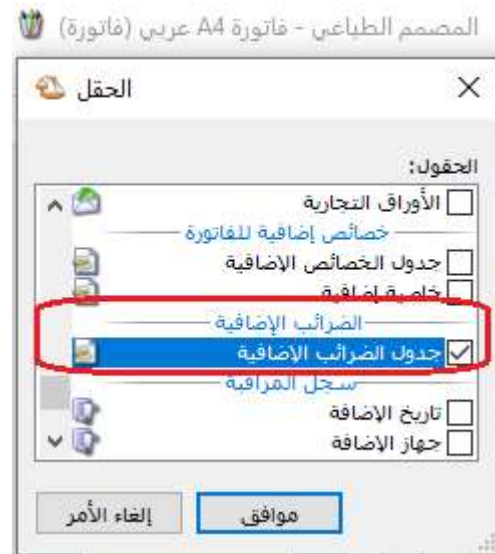 المصمم الطباعي - فاتورة A4 عربي (فاتورة)
الحقل
الحقول:
الأوراق التجارية
خصائص إضافية للفاتورة
جدول الخصائص الإضافية
خاصية إضافية
الضرائب الإضافية
جدول الضرائب الإضافية
سجل المراقبة
تاريخ الإضافة
جهاز الإضافة
موافق
إلغاء الأمر